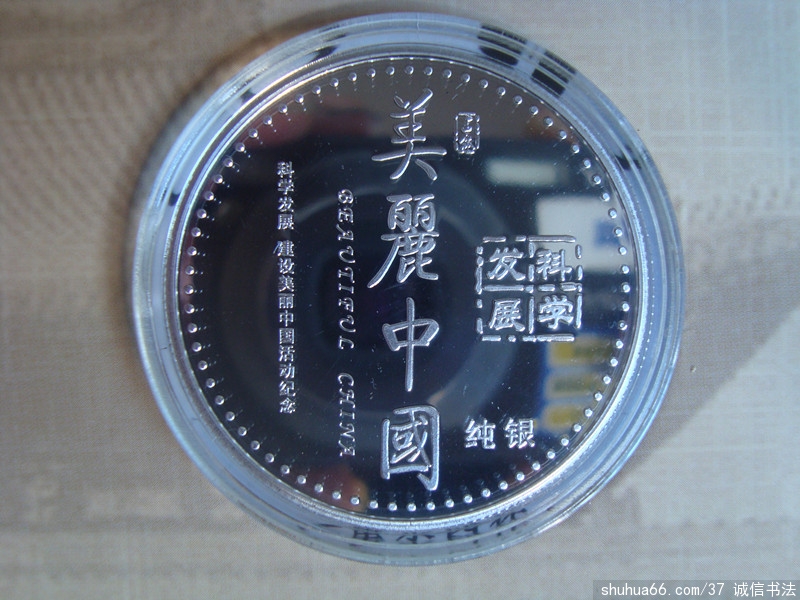 美麗中國
BEAUTIFUL CHINA
科学发展 建设美丽中国活动纪念
科学
发展
纯银
shuhua66.com/37 诚信书法